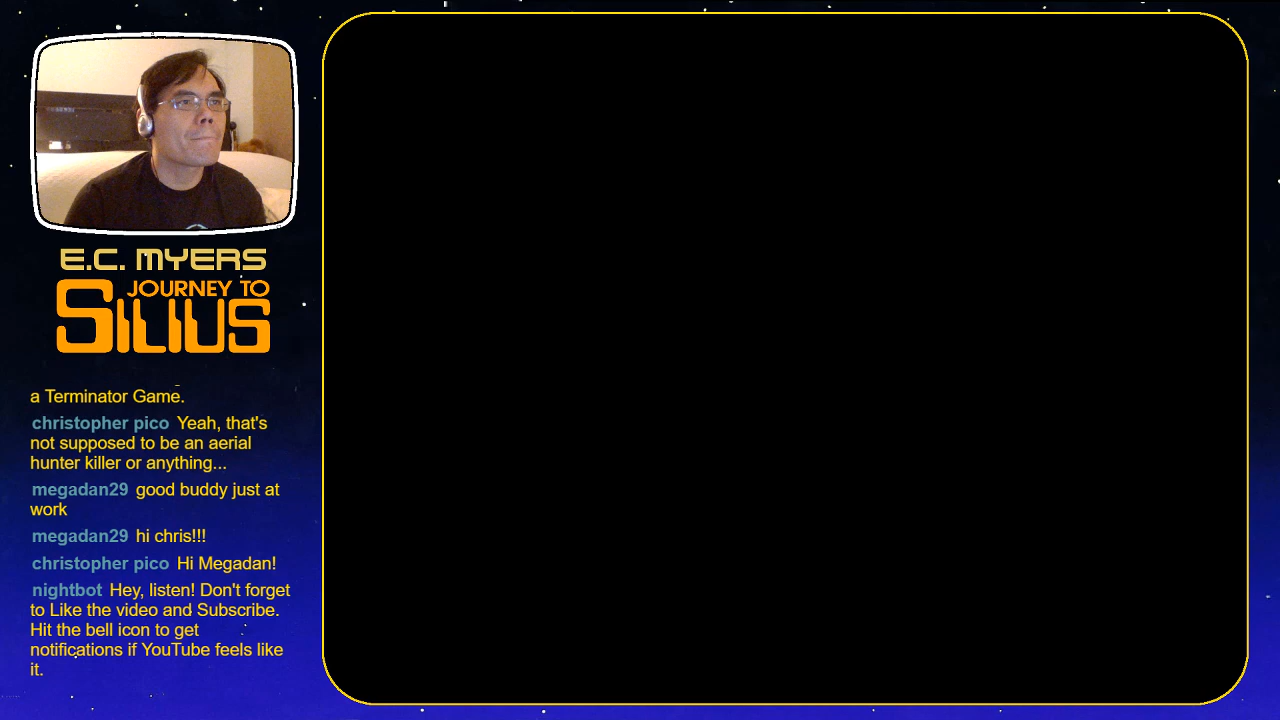 E.C. MYERS
JOURNEY TO
SILIUS
a Terminator Game.
christopher pico Yeah, that's
not supposed to be an aerial
hunter killer or anything...
megadan29 good buddy just at
work
megadan29 hi chris!!!
christopher pico Hi Megadan!
nightbot Hey, listen! Don't forget
to Like the video and Subscribe.
Hit the bell icon to get
notifications if YouTube feels like
it.